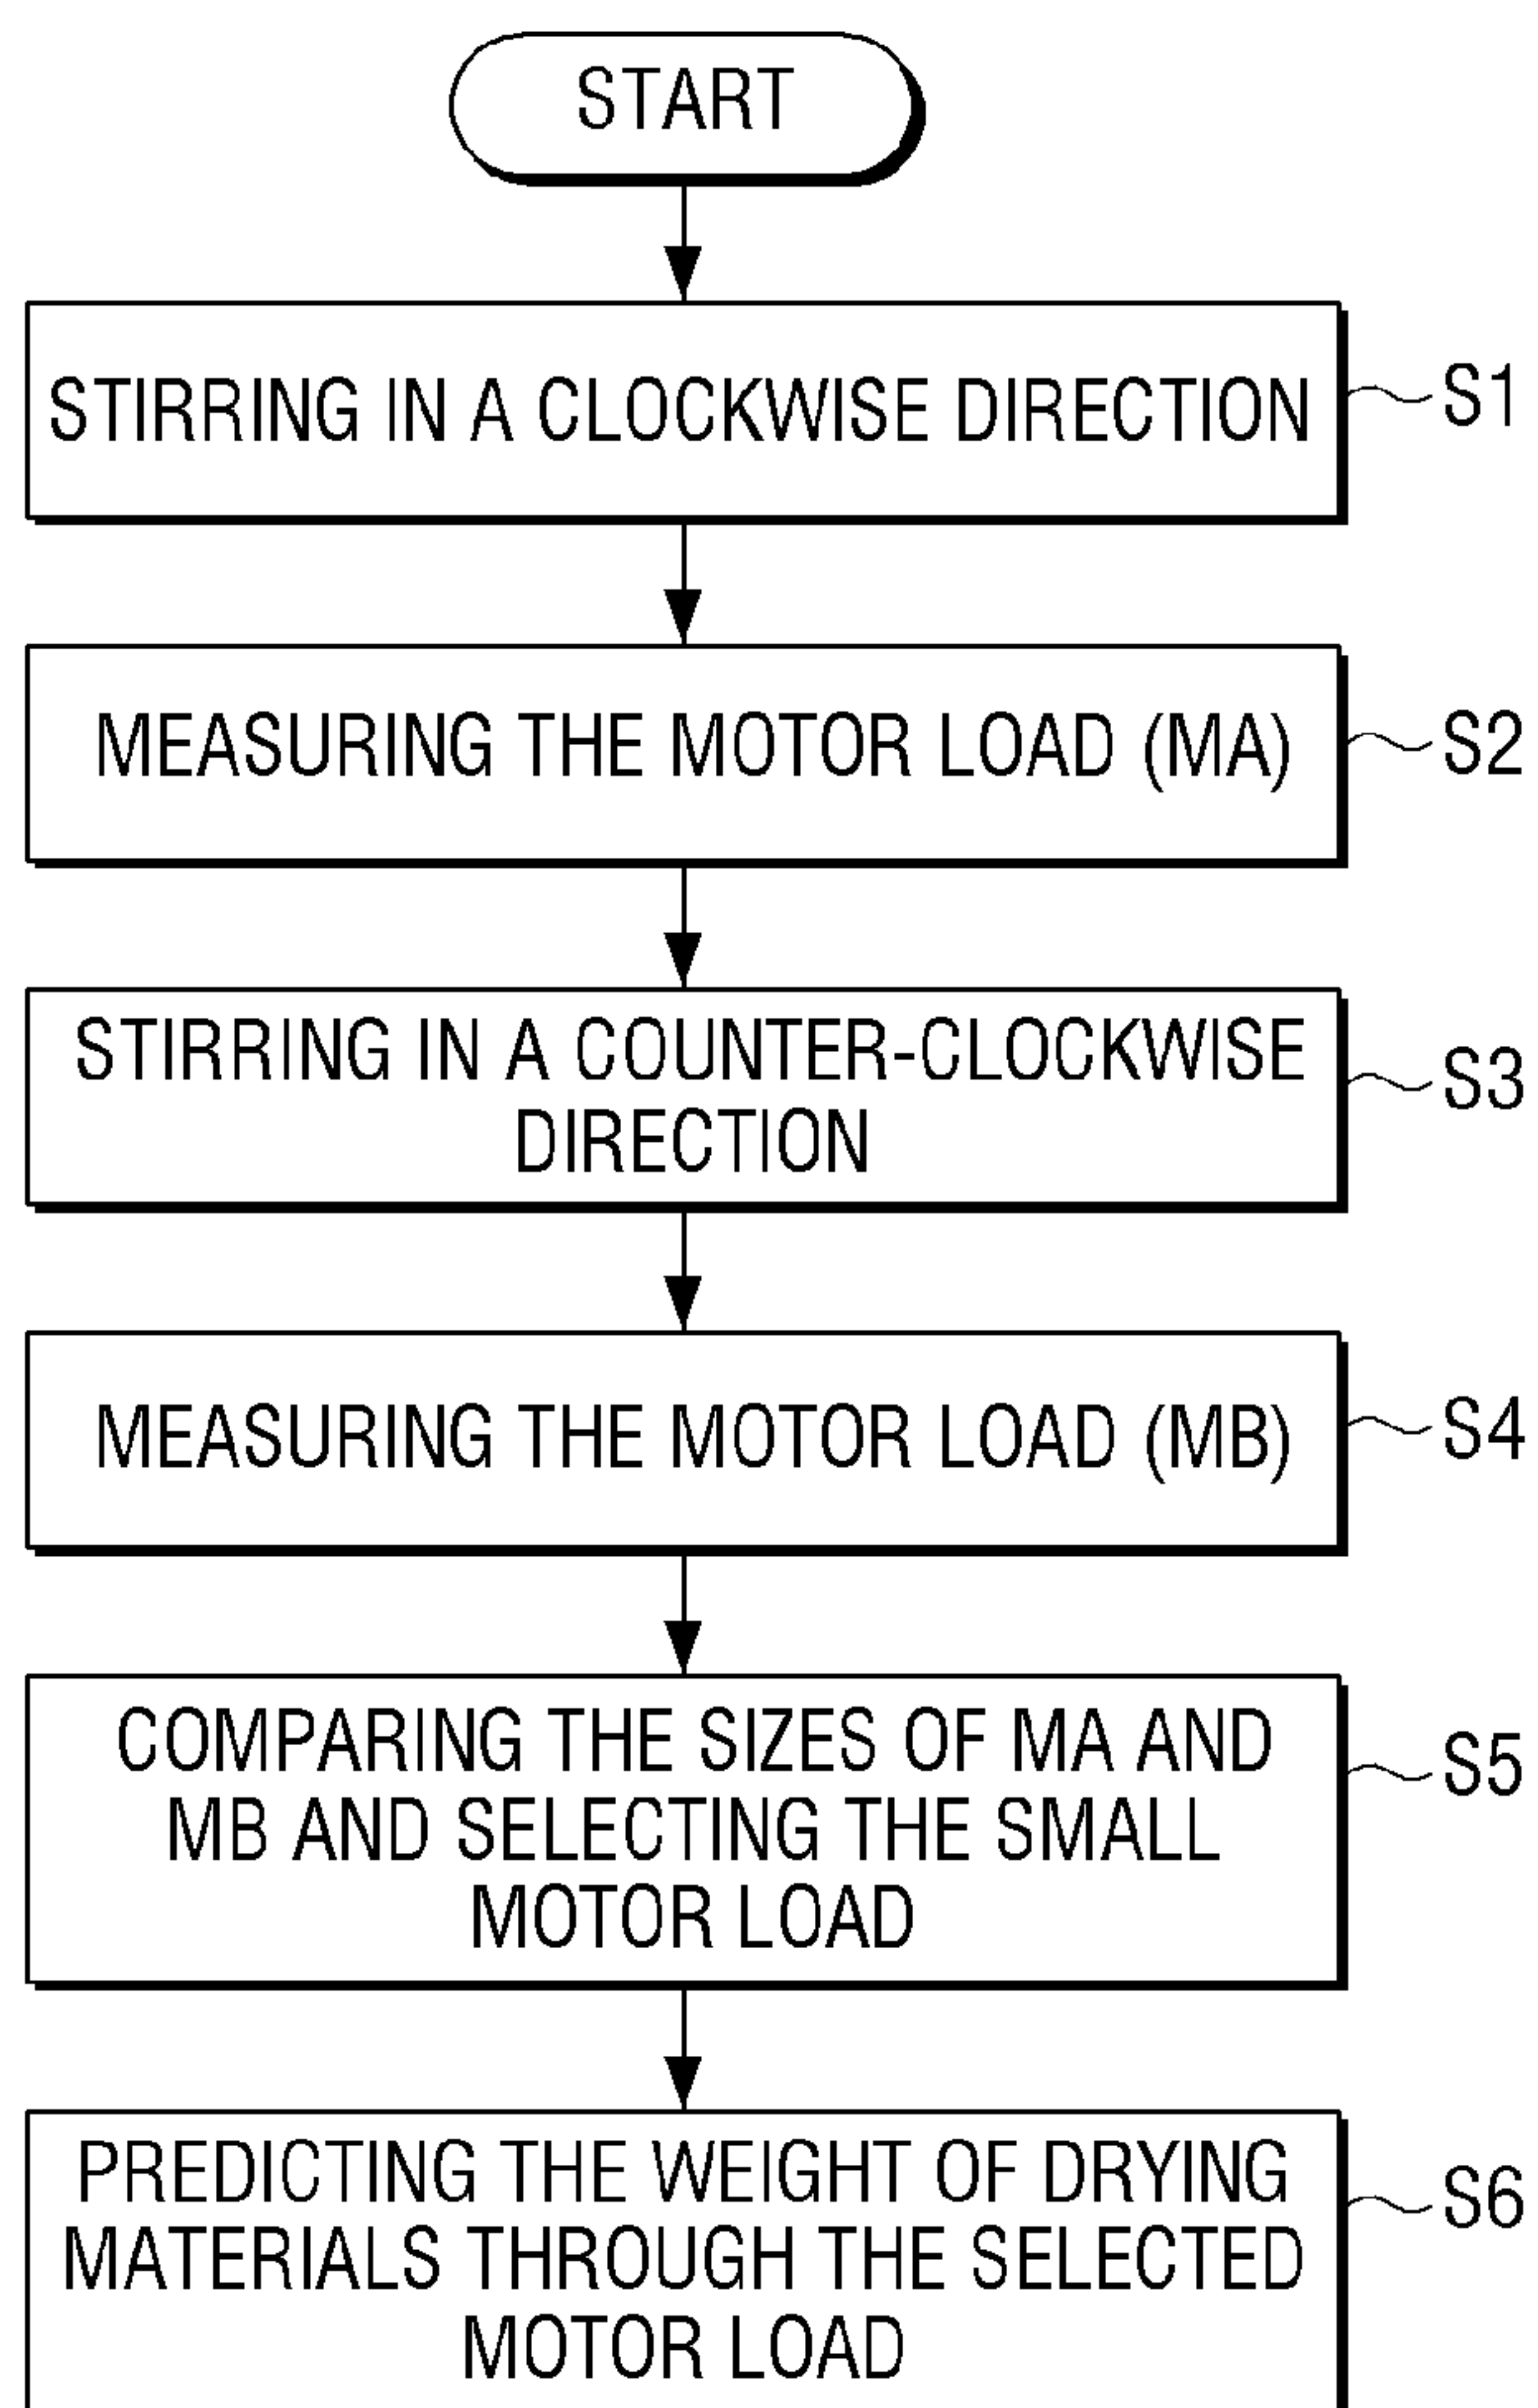 START
STIRRING IN A CLOCKWISE DIRECTION
S1
MEASURING THE MOTOR LOAD (MA)
S2
STIRRING IN A COUNTER-CLOCKWISE
DIRECTION
S3
MEASURING THE MOTOR LOAD (MB)
S4
COMPARING THE SIZES OF MA AND
MB AND SELECTING THE SMALL
MOTOR LOAD
S5
PREDICTING THE WEIGHT OF DRYING
MATERIALS THROUGH THE SELECTED
MOTOR LOAD
S6